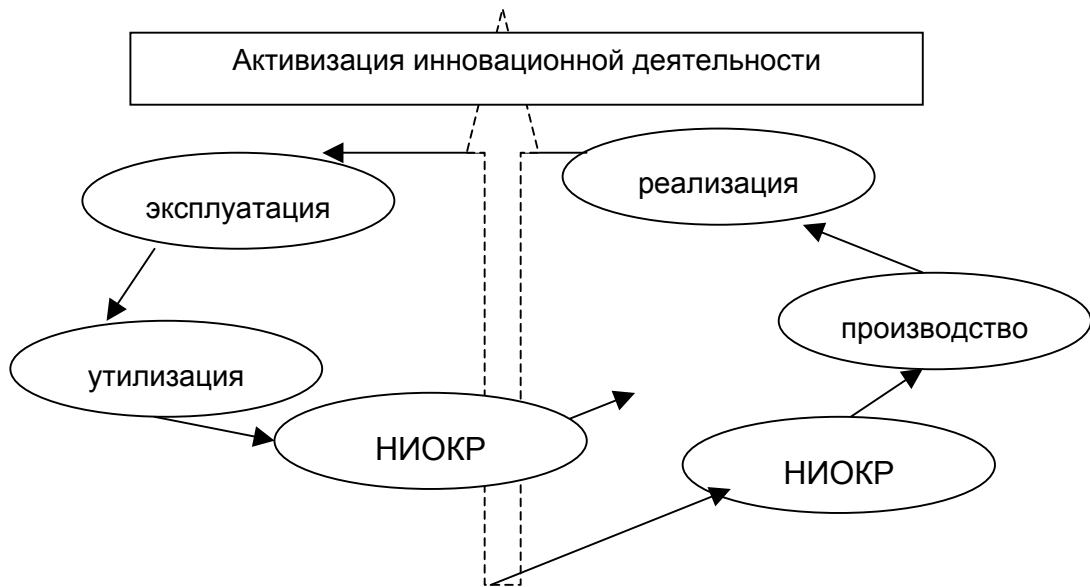 Активизация инновационной деятельности
реализация
эксплуатация
производство
утилизация
НИОКР
НИОКР